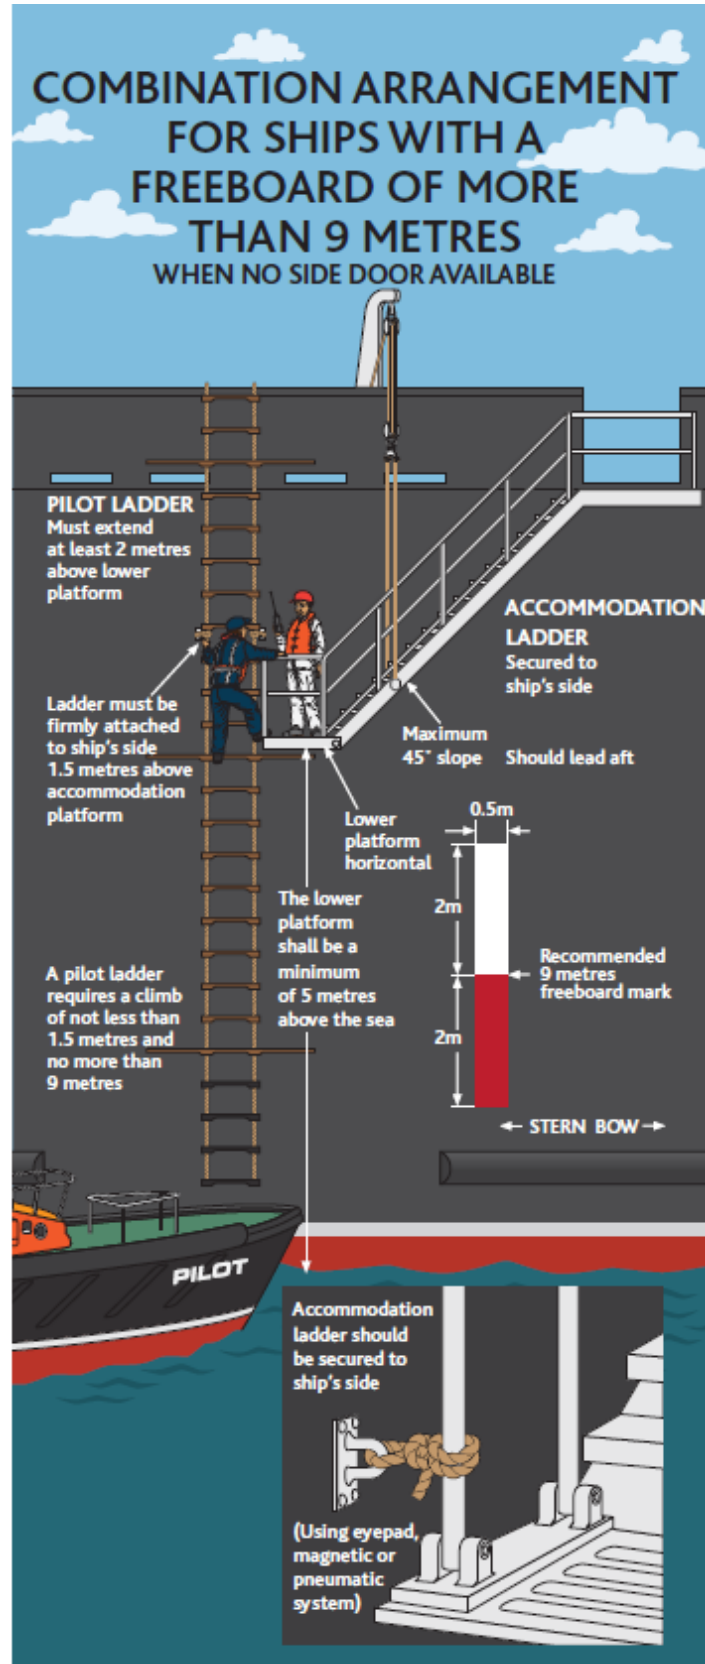 COMBINATION ARRANGEMENT
FOR SHIPS WITH A
FREEBOARD OF MORE
THAN 9 METRES
WHEN NO SIDE DOOR AVAILABLE
PILOT LADDER
Must extend
at least 2 metres
above lower
platform
ACCOMMODATION
LADDER
Secured to
ship's side
Ladder must be
firmly attached
to ship's side
1.5 metres above
accommodation
platform
Maximum
45° slope
Should lead aft
Lower
platform
horizontal
0.5m
2m
Recommended
9 metres
freeboard mark
2m
The lower
platform
shall be a
minimum
of 5 metres
above the sea
A pilot ladder
requires a climb
of not less than
1.5 metres and
no more than
9 metres
STERN BOW
PILOT
Accommodation
ladder should
be secured to
ship's side
(Using eyepad,
magnetic or
pneumatic
system)